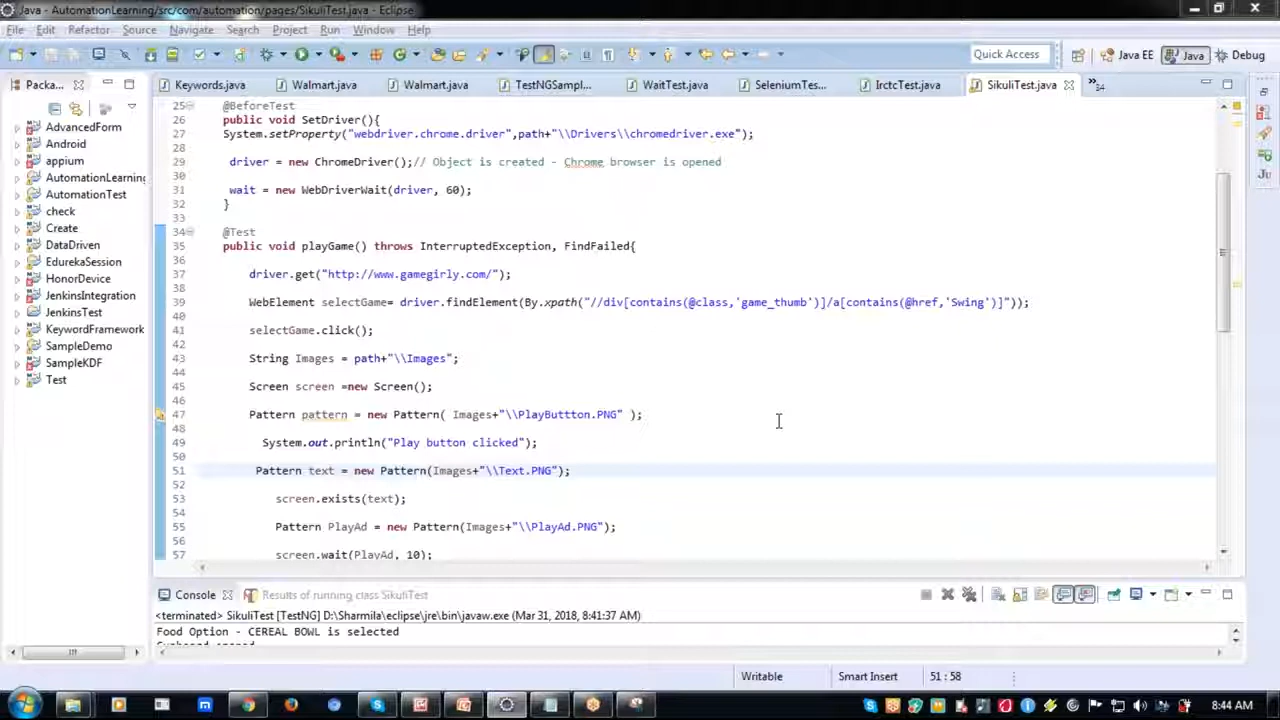 Java - AutomationLearning/src/com/automation/pages/SikuliTest.java - Eclipse
File Edit Refactor Source Navigate Search Project Run Window Help
Quick Access Java EE Java Debug
Packa...
Keywords.java Walmart.java Walmart.java TestNGSampl... WaitTest.java SeleniumTes... IrctcTest.java SikuliTest.java 34
AdvancedForm
Android
appium
AutomationLearning
AutomationTest
check
Create
DataDriven
EdurekaSession
HonorDevice
JenkinsIntegration
JenkinsTest
KeywordFramework
SampleDemo
SampleKDF
Test
25 @BeforeTest
26 public void SetDriver(){
27 System.setProperty("webdriver.chrome.driver",path+"\\Drivers\\chromedriver.exe");
28
29 driver = new ChromeDriver();// Object is created - Chrome browser is opened
30
31 wait = new WebDriverWait(driver, 60);
32 }
33
34 @Test
35 public void playGame() throws InterruptedException, FindFailed{
36
37 driver.get("http://www.gamegirly.com/");
38
39 WebElement selectGame= driver.findElement(By.xpath("//div[contains(@class,'game_thumb')]/a[contains(@href,'Swing')]"));
40
41 selectGame.click();
42
43 String Images = path+"\\Images";
44
45 Screen screen =new Screen();
46
47 Pattern pattern = new Pattern( Images+"\\PlayButtton.PNG" );
48
49 System.out.println("Play button clicked");
50
51 Pattern text = new Pattern(Images+"\\Text.PNG");
52
53 screen.exists(text);
54
55 Pattern PlayAd = new Pattern(Images+"\\PlayAd.PNG");
56
57 screen.wait(PlayAd, 10);
Ju
Console Results of running class SikuliTest
<terminated> SikuliTest [TestNG] D:\Sharmila\eclipse\jre\bin\javaw.exe (Mar 31, 2018, 8:41:37 AM)
Food Option - CEREAL BOWL is selected
Writable Smart Insert 51 : 58
8:44 AM